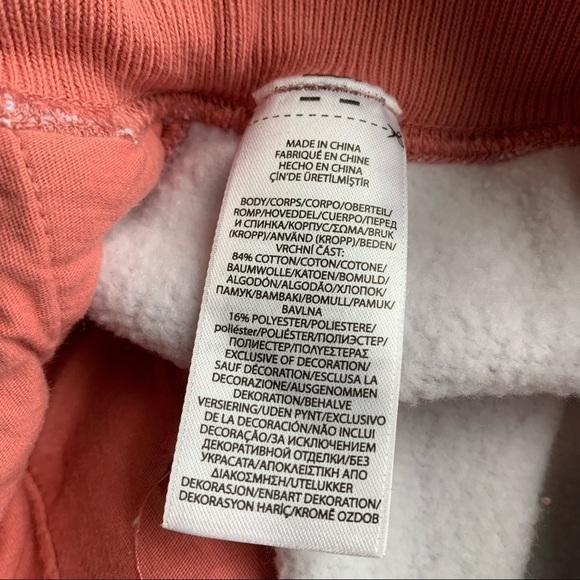 MADE IN CHINA
FABRIQUÉ EN CHINE
HECHO EN CHINA
ÇİN'DE ÜRETİLMİŞTİR
BODY/CORPS/CORPO/OBERTEIL/
ROMP/HOVEDDEL/CUERPO/ПЕРЕД
И СПИНКА/КОРПУС/ΣΩΜΑ/BRUK
(KROPP)/ANVÄND (KROPP)/BEDEN/
VRCHNÍ ČÁST:
84% COTTON/COTON/COTONE/
BAUMWOLLE/KATOEN/BOMULD/
ALGODÓN/ALGODÃO/ХЛОПОК/
ПАМУК/ΒΑΜΒΑΚΙ/BOMULL/PAMUK/
BAVLNA
16% POLYESTER/POLIESTERE/
poliéster/POLIÉSTER/ПОЛИЭСТЕР/
ПОЛИЕСТЕР/ΠΟΛΥΕΣΤΕΡΑΣ
EXCLUSIVE OF DECORATION/
SAUF DÉCORATION/ESCLUSA LA
DECORAZIONE/AUSGENOMMEN
DEKORATION/BEHALVE
VERSIERING/UDEN PYNT/EXCLUSIVO
DE LA DECORACIÓN/NÃO INCLUI
DECORAÇÃO/ЗА ИСКЛЮЧЕНИЕМ
ДЕКОРАТИВНОЙ ОТДЕЛКИ/БЕЗ
УКРАСАТА/ΑΠΟΚΛΕΙΣΤΙΚΗ ΑΠΟ
ΔΙΑΚΟΣΜΗΣΗ/UTELUKKER
DEKORASJON/ENBART DEKORATION/
DEKORASYON HARİÇ/KROMĚ OZDOB